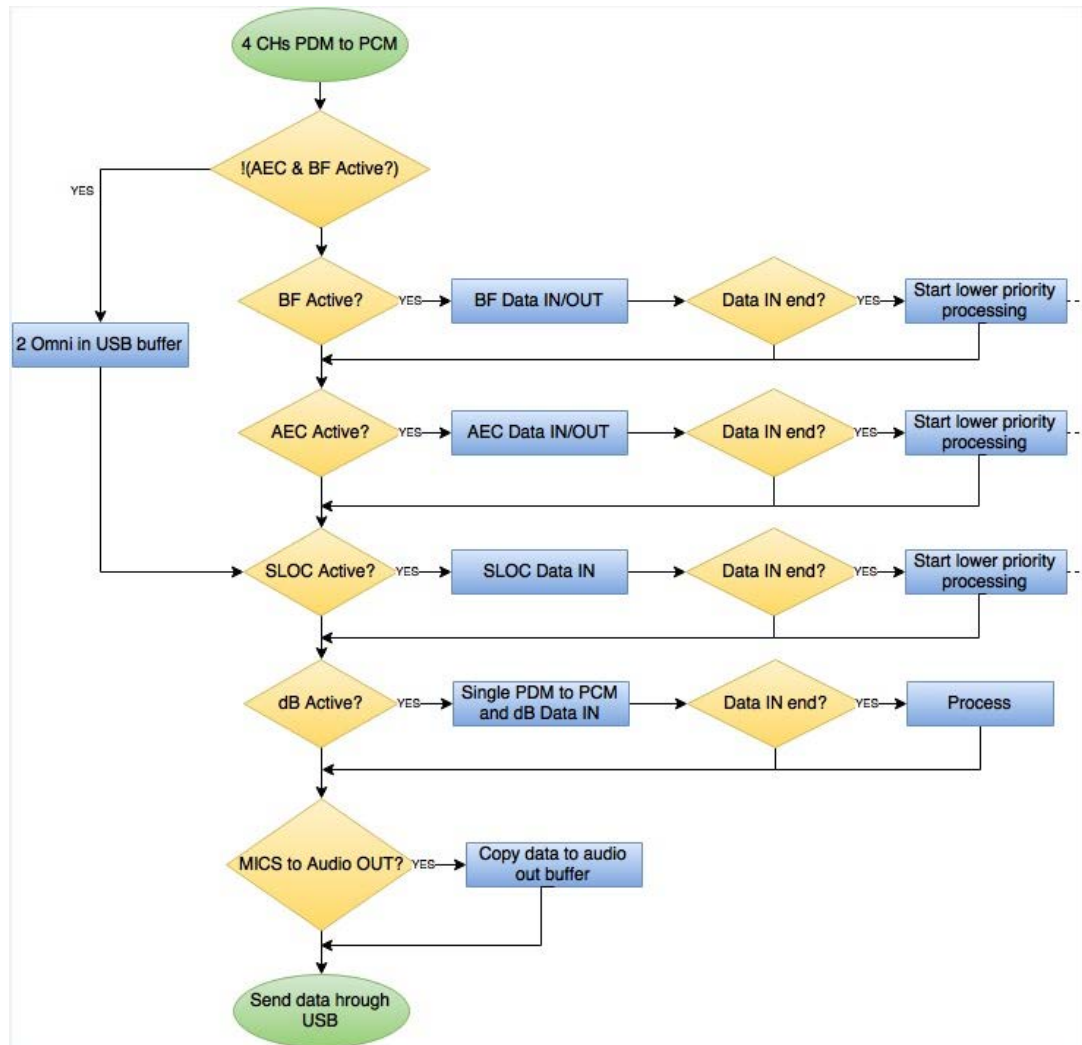 4 CHs PDM to PCM
!(AEC & BF Active?)
YES
BF Active?
YES
BF Data IN/OUT
Data IN end?
YES
Start lower priority
processing
2 Omni in USB buffer
AEC Active?
YES
AEC Data IN/OUT
Data IN end?
YES
Start lower priority
processing
SLOC Active?
YES
SLOC Data IN
Data IN end?
YES
Start lower priority
processing
dB Active?
YES
Single PDM to PCM
and dB Data IN
Data IN end?
YES
Process
MICS to Audio OUT?
YES
Copy data to audio
out buffer
Send data hrough
USB